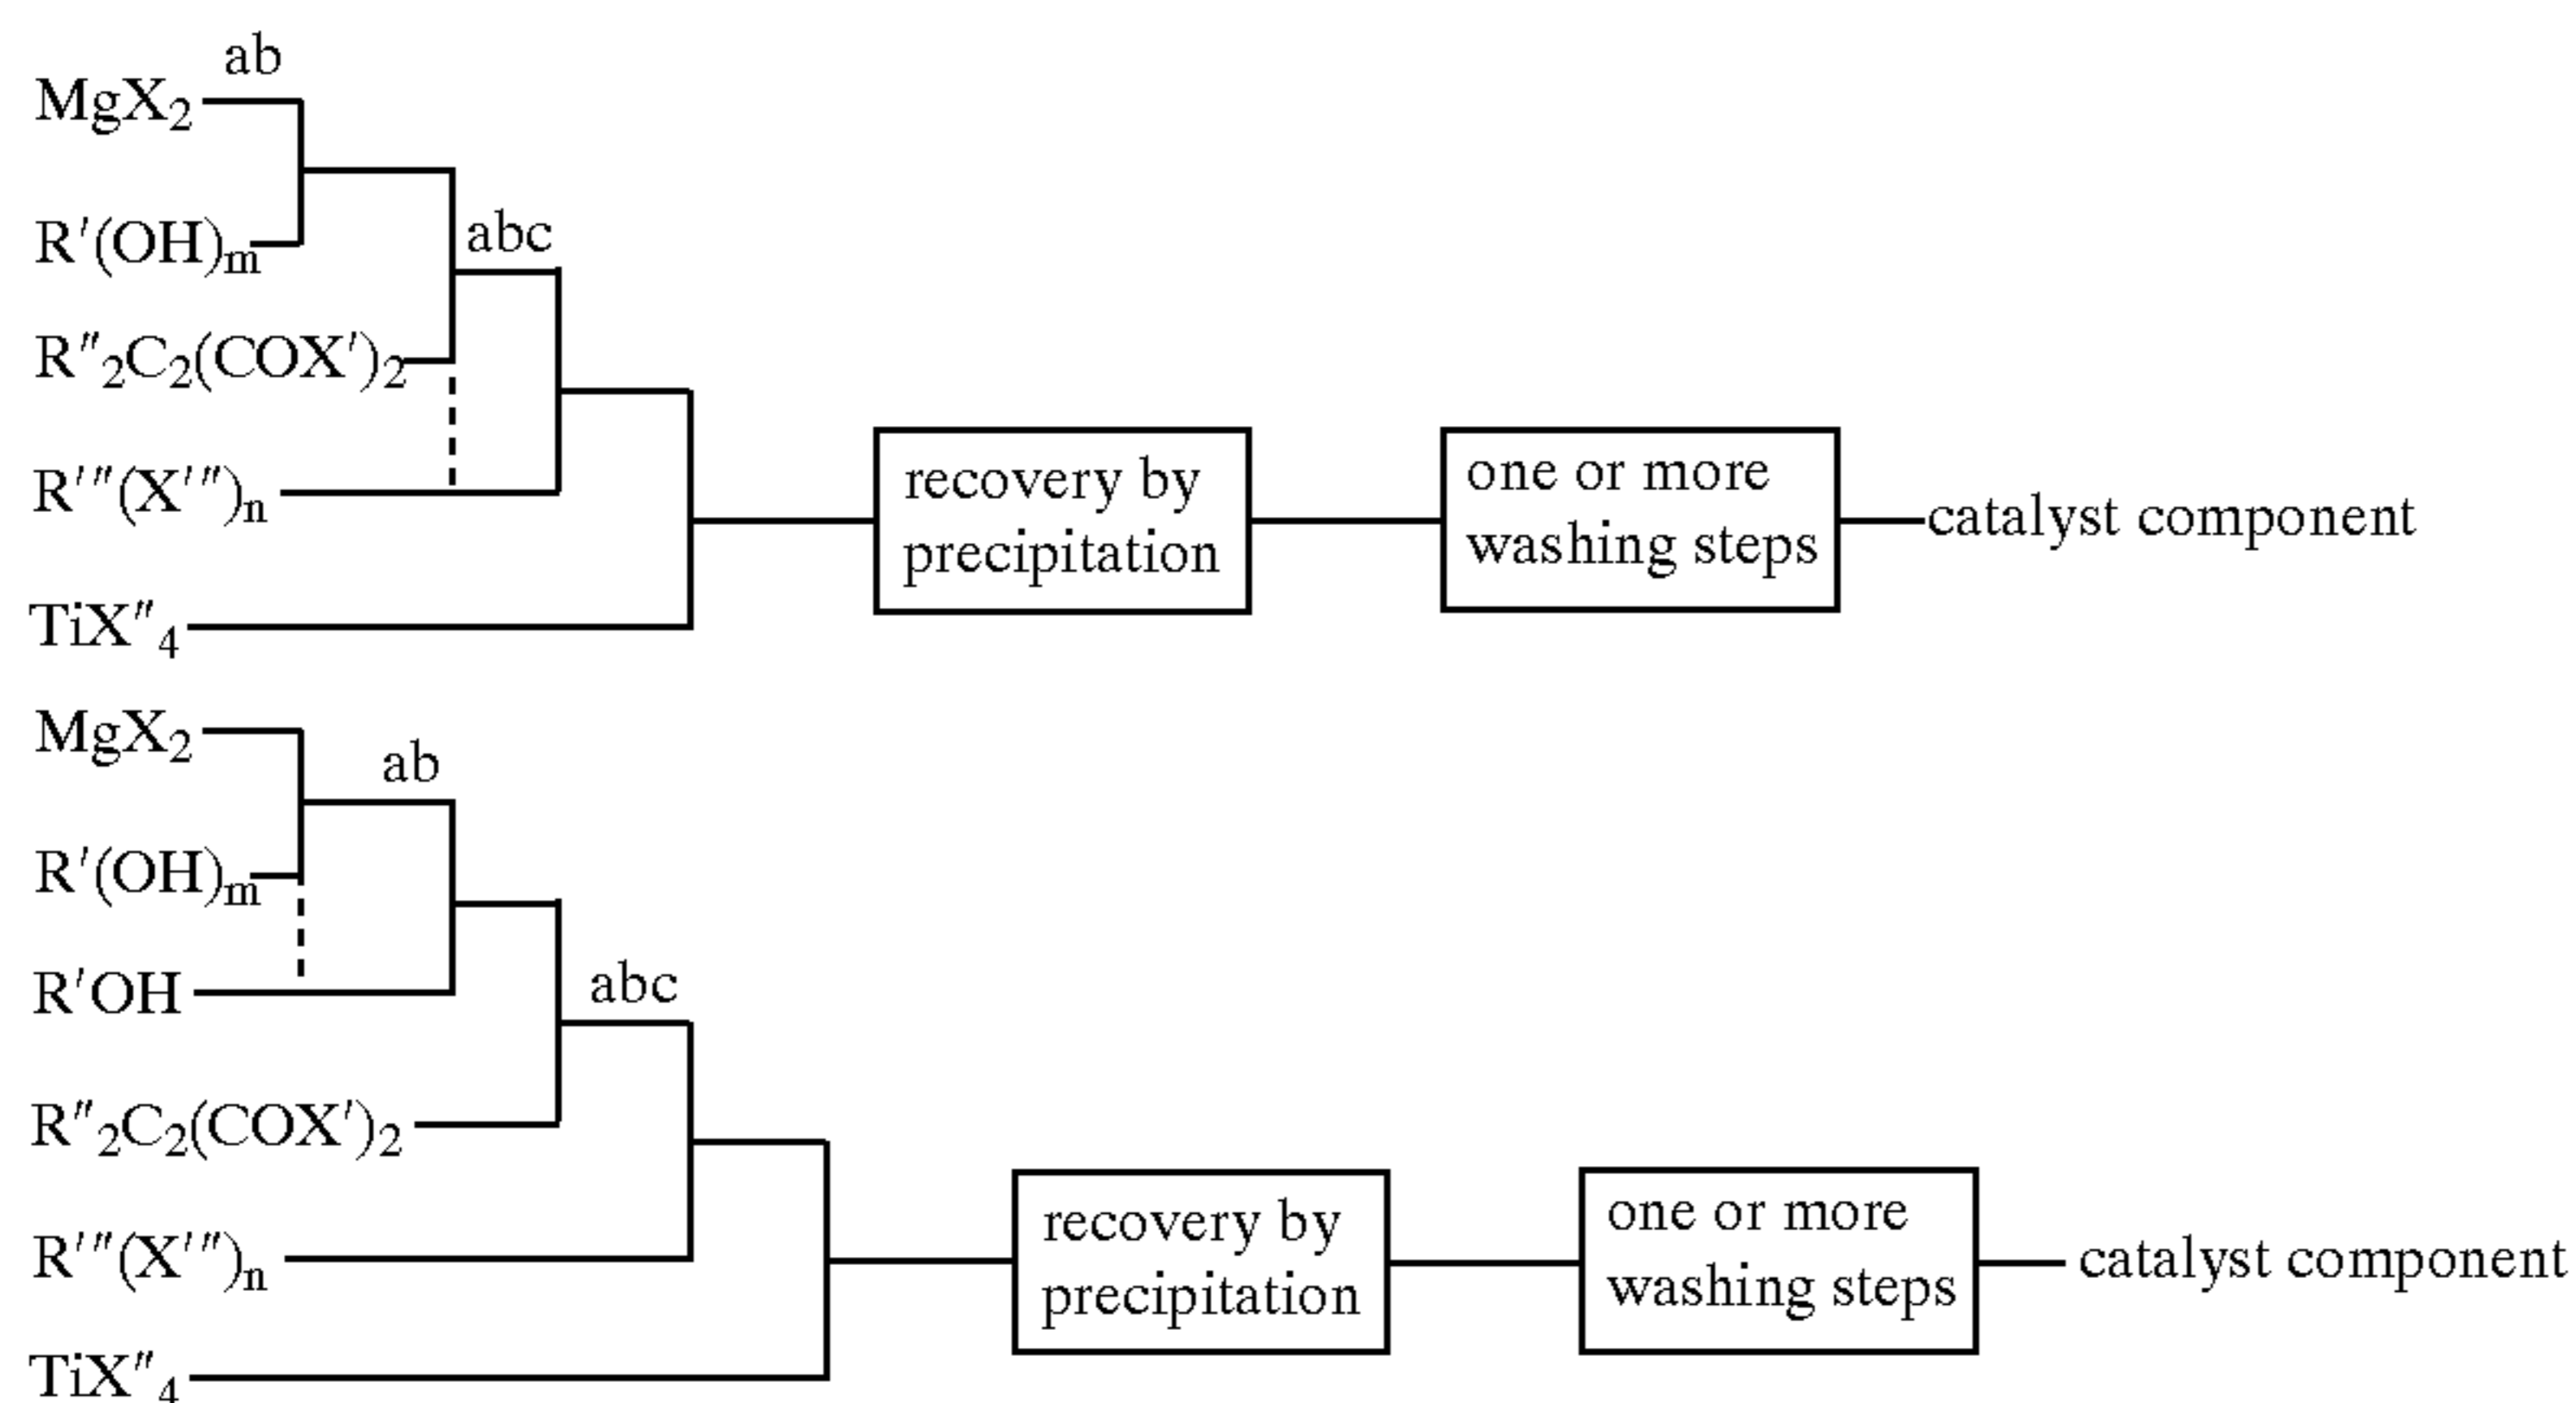 ab
MgX₂
R′(OH)ₘ
abc
R″₂C₂(COX′)₂
R′″(X′″)ₙ
TiX″₄
recovery by
precipitation
one or more
washing steps
catalyst component
MgX₂
ab
R′(OH)ₘ
R′OH
abc
R″₂C₂(COX′)₂
R′″(X′″)ₙ
TiX″₄
recovery by
precipitation
one or more
washing steps
catalyst component